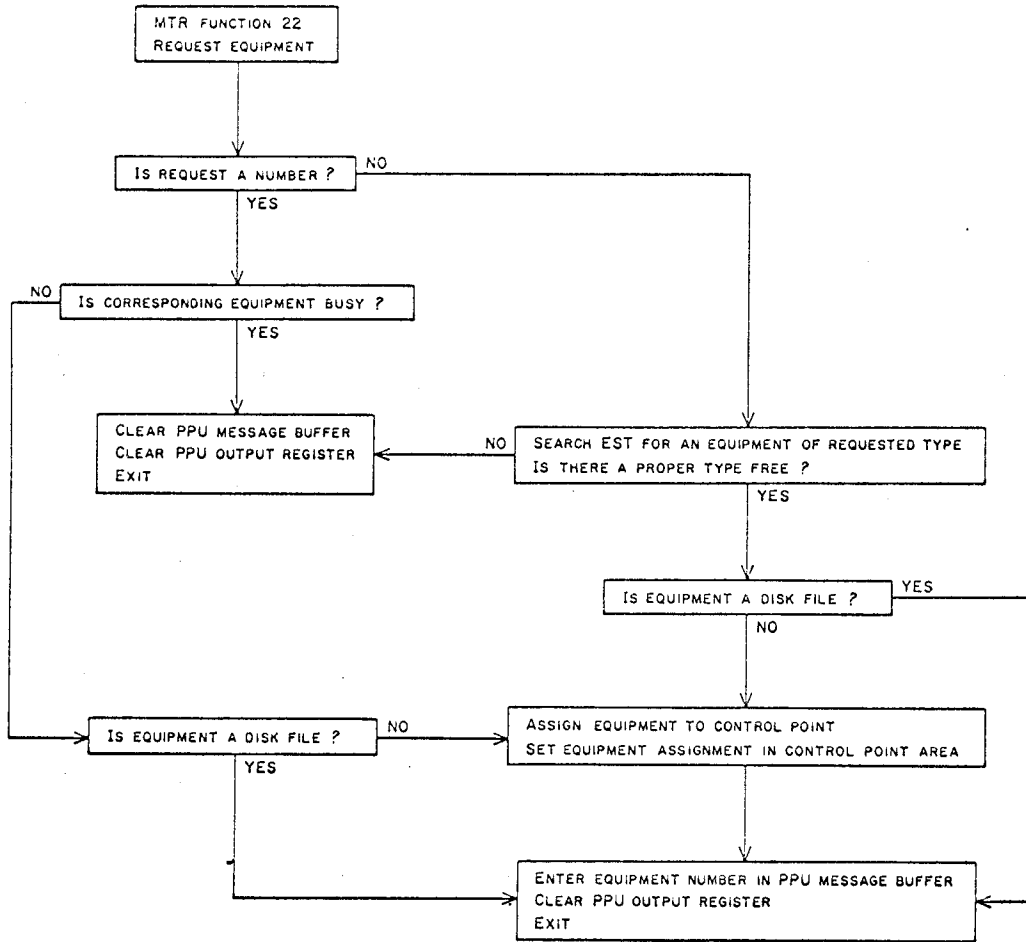 MTR FUNCTION 22
REQUEST EQUIPMENT
IS REQUEST A NUMBER ?
NO
YES
NO
IS CORRESPONDING EQUIPMENT BUSY ?
YES
CLEAR PPU MESSAGE BUFFER
CLEAR PPU OUTPUT REGISTER
EXIT
NO
SEARCH EST FOR AN EQUIPMENT OF REQUESTED TYPE
IS THERE A PROPER TYPE FREE ?
YES
IS EQUIPMENT A DISK FILE ?
YES
NO
IS EQUIPMENT A DISK FILE ?
NO
YES
ASSIGN EQUIPMENT TO CONTROL POINT
SET EQUIPMENT ASSIGNMENT IN CONTROL POINT AREA
ENTER EQUIPMENT NUMBER IN PPU MESSAGE BUFFER
CLEAR PPU OUTPUT REGISTER
EXIT